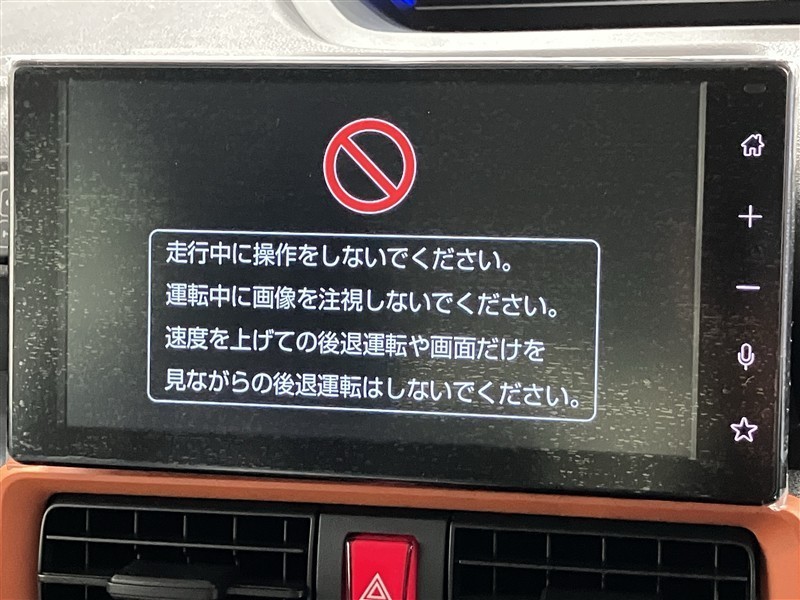 走行中に操作をしないでください。
運転中に画像を注視しないでください。
速度を上げての後退運転や画面だけを
見ながらの後退運転はしないでください。